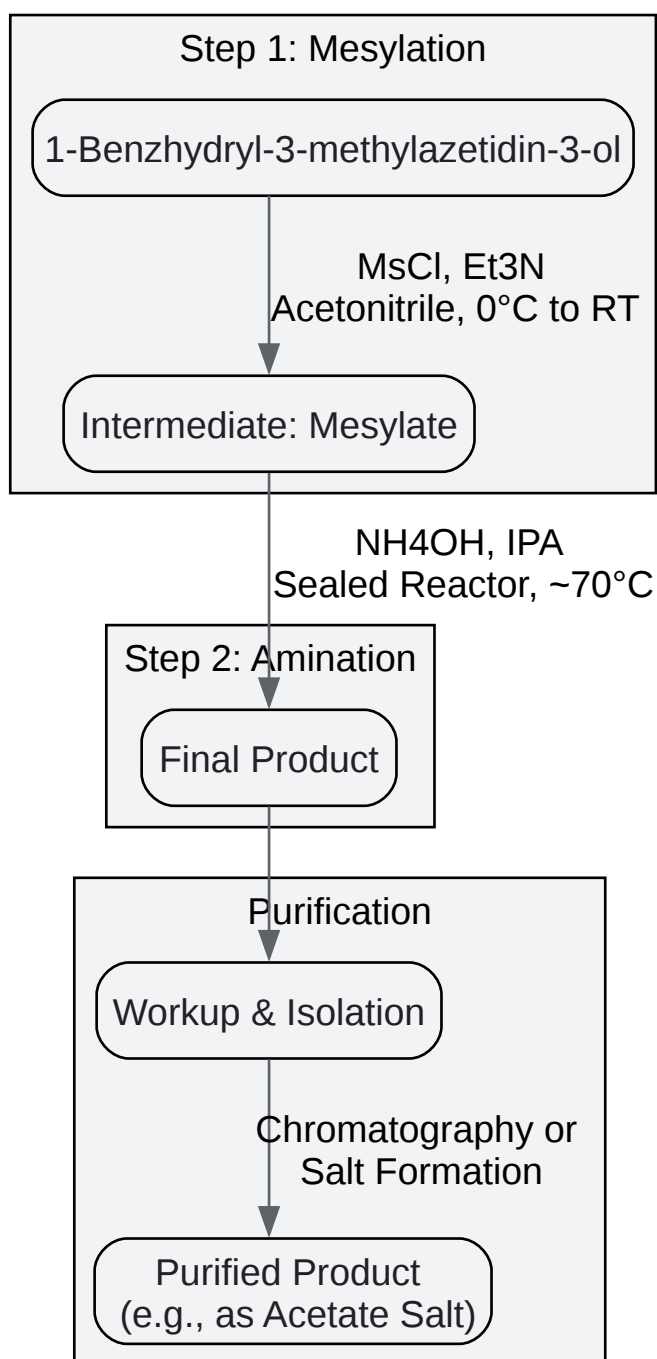 Step 1: Mesylation
1-Benzhydryl-3-methylazetidin-3-ol
MsCl, Et3N
Acetonitrile, 0°C to RT
Intermediate: Mesylate
NH4OH, IPA
Sealed Reactor, ~70°C
Step 2: Amination
Final Product
Purification
Workup & Isolation
Chromatography or
Salt Formation
Purified Product
(e.g., as Acetate Salt)